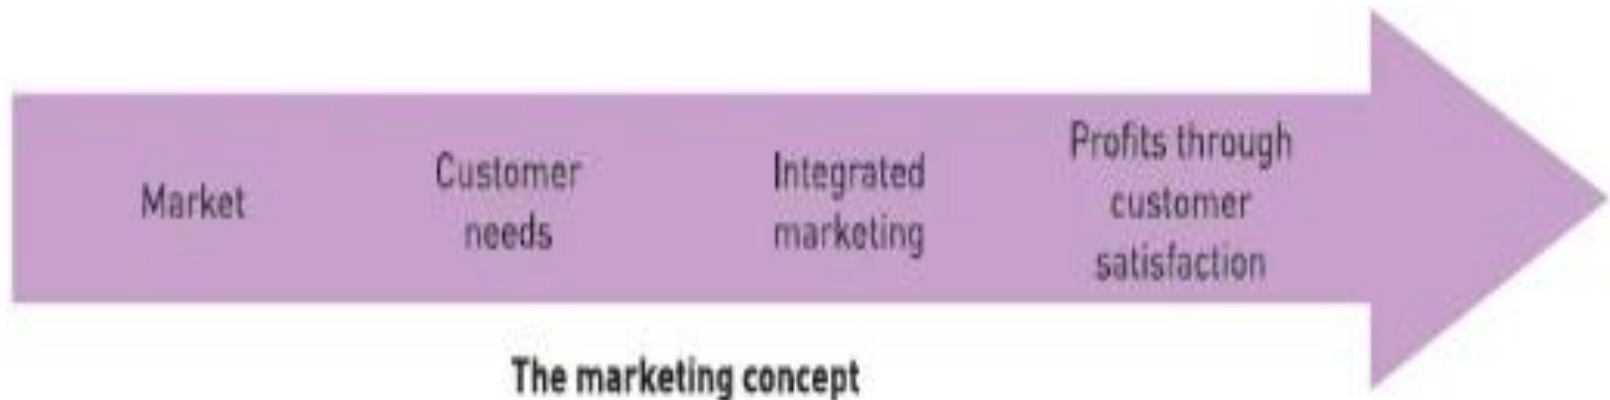 Market
Customer
needs
Integrated
marketing
Profits through
customer
satisfaction
The marketing concept